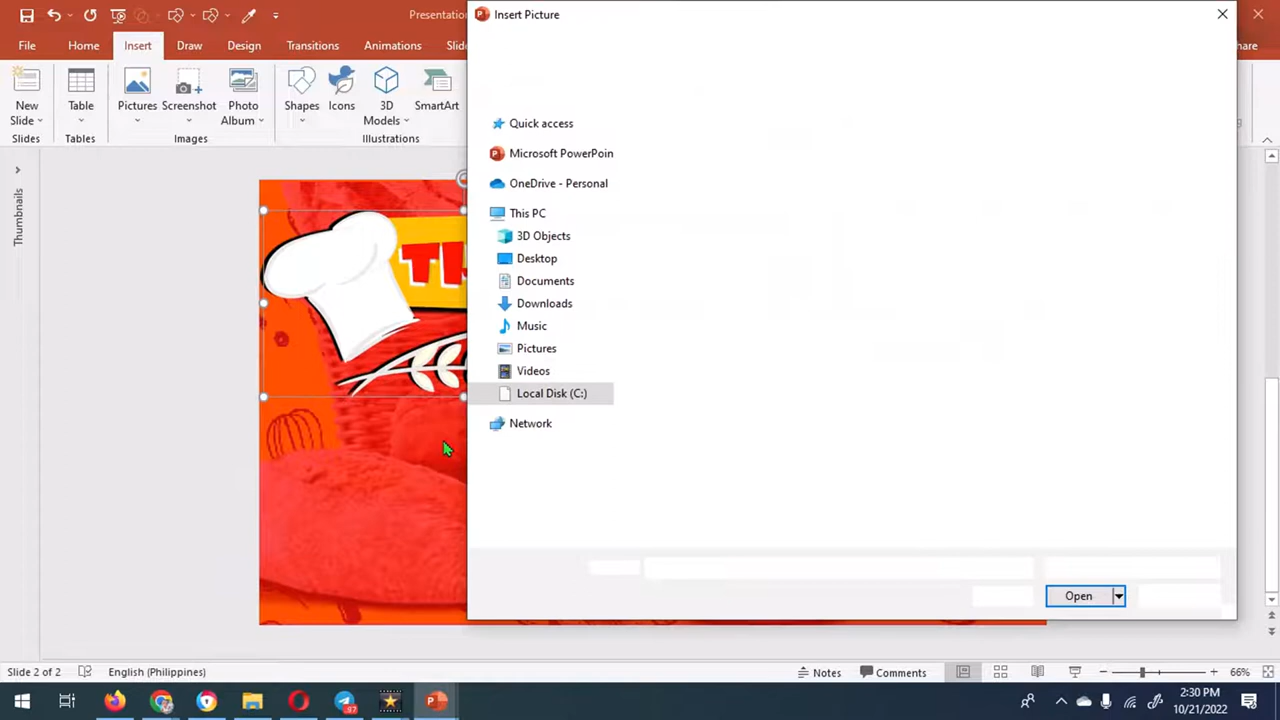 Presentation
Insert Picture
File
Home
Insert
Draw
Design
Transitions
Animations
hare
New
Slide
Table
Pictures
Screenshot
Photo
Album
Shapes
Icons
3D
Models
SmartArt
Slides
Tables
Images
Illustrations
Thumbnails
Quick access
Microsoft PowerPoin
OneDrive - Personal
This PC
3D Objects
Desktop
Documents
Downloads
Music
Pictures
Videos
Local Disk (C:)
Network
Open
Slide 2 of 2
English (Philippines)
Notes
Comments
66%
97
2:30 PM
10/21/2022